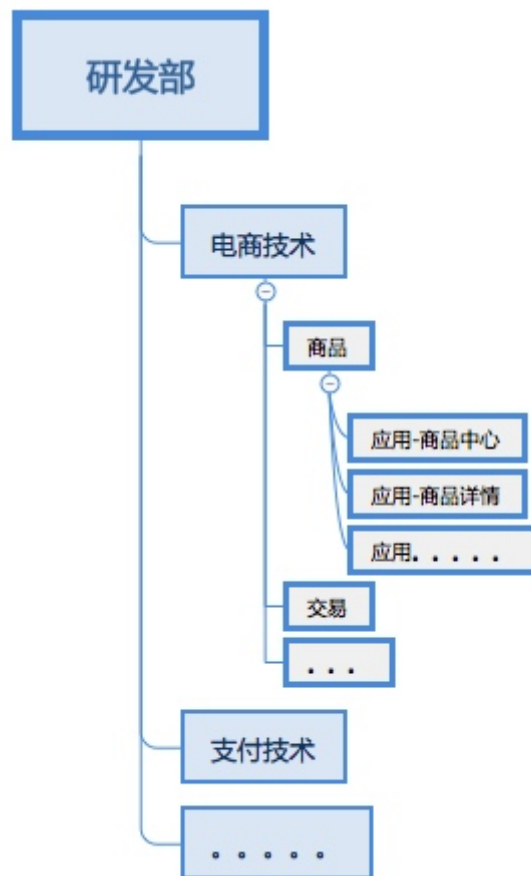 研发部
电商技术
商品
应用-商品中心
应用-商品详情
应用. . . . .
交易
. . .
支付技术
。。。。。